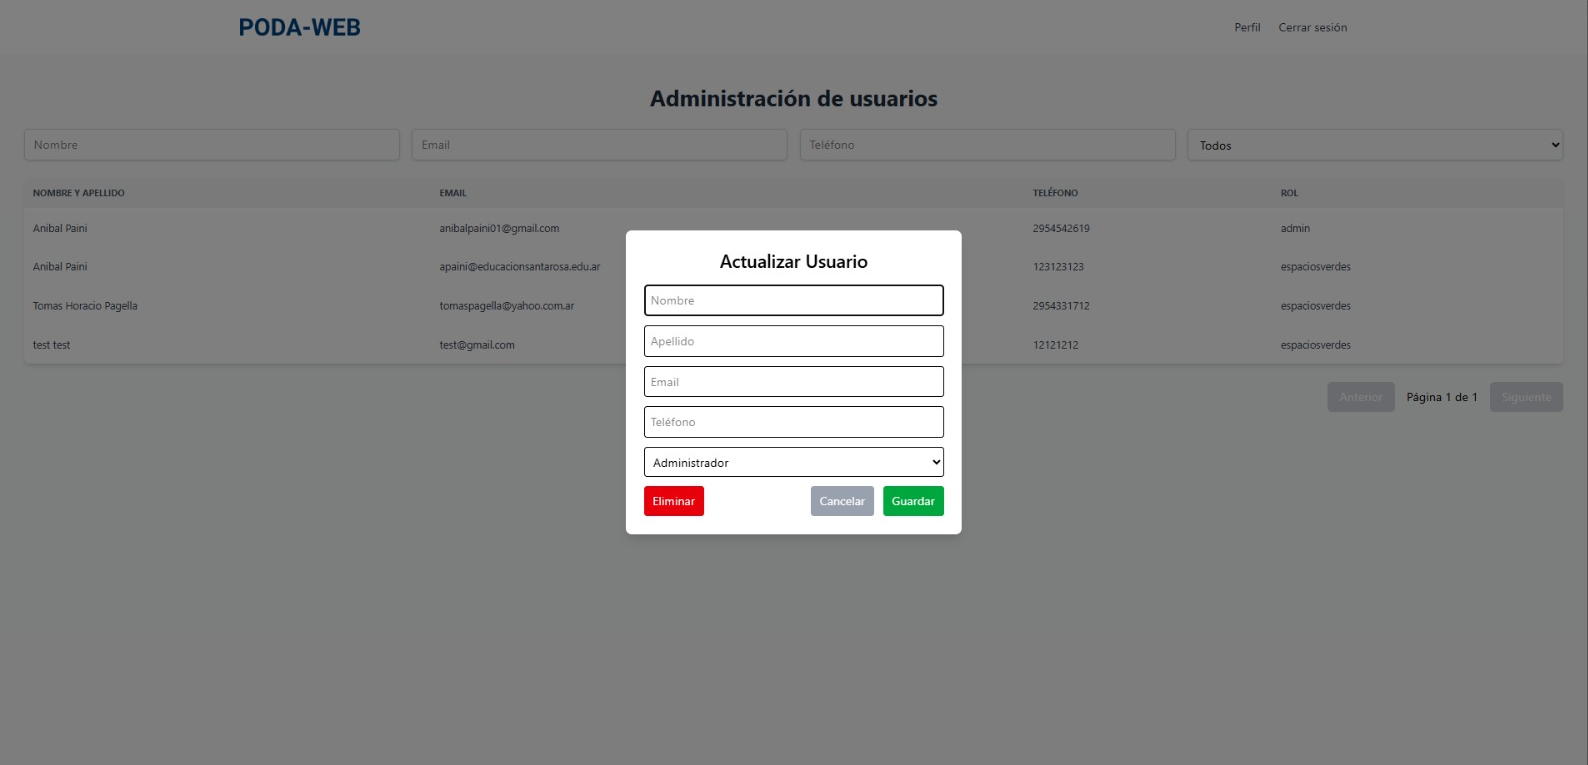 PODA-WEB
Perfil Cerrar sesión
Administración de usuarios
Nombre Email Teléfono Todos
NOMBRE Y APELLIDO EMAIL TELÉFONO ROL
Anibal Paini anibalpaini01@gmail.com 2954542619 admin
Anibal Paini apaini@educacionsantarosa.edu.ar 123123123 espaciosverdes
Tomas Horacio Pagella tomaspagella@yahoo.com.ar 2954331712 espaciosverdes
test test test@gmail.com 12121212 espaciosverdes
Anterior Página 1 de 1 Siguiente
Actualizar Usuario
Nombre
Apellido
Email
Teléfono
Administrador
Eliminar Cancelar Guardar